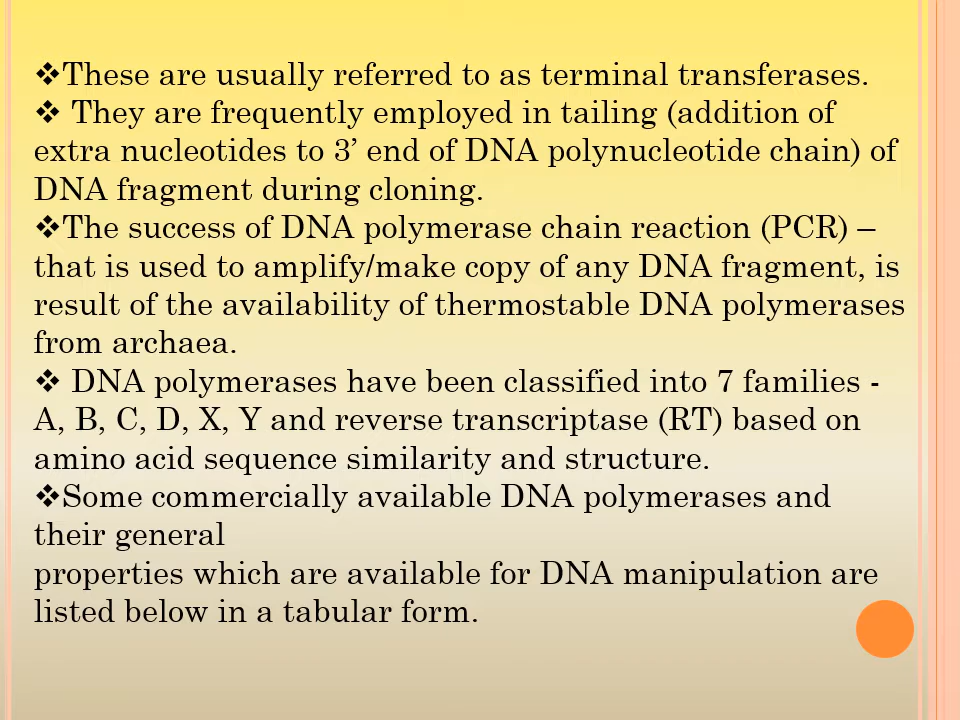 ❖These are usually referred to as terminal transferases.
❖ They are frequently employed in tailing (addition of
extra nucleotides to 3’ end of DNA polynucleotide chain) of
DNA fragment during cloning.
❖The success of DNA polymerase chain reaction (PCR) –
that is used to amplify/make copy of any DNA fragment, is
result of the availability of thermostable DNA polymerases
from archaea.
❖ DNA polymerases have been classified into 7 families -
A, B, C, D, X, Y and reverse transcriptase (RT) based on
amino acid sequence similarity and structure.
❖Some commercially available DNA polymerases and
their general
properties which are available for DNA manipulation are
listed below in a tabular form.